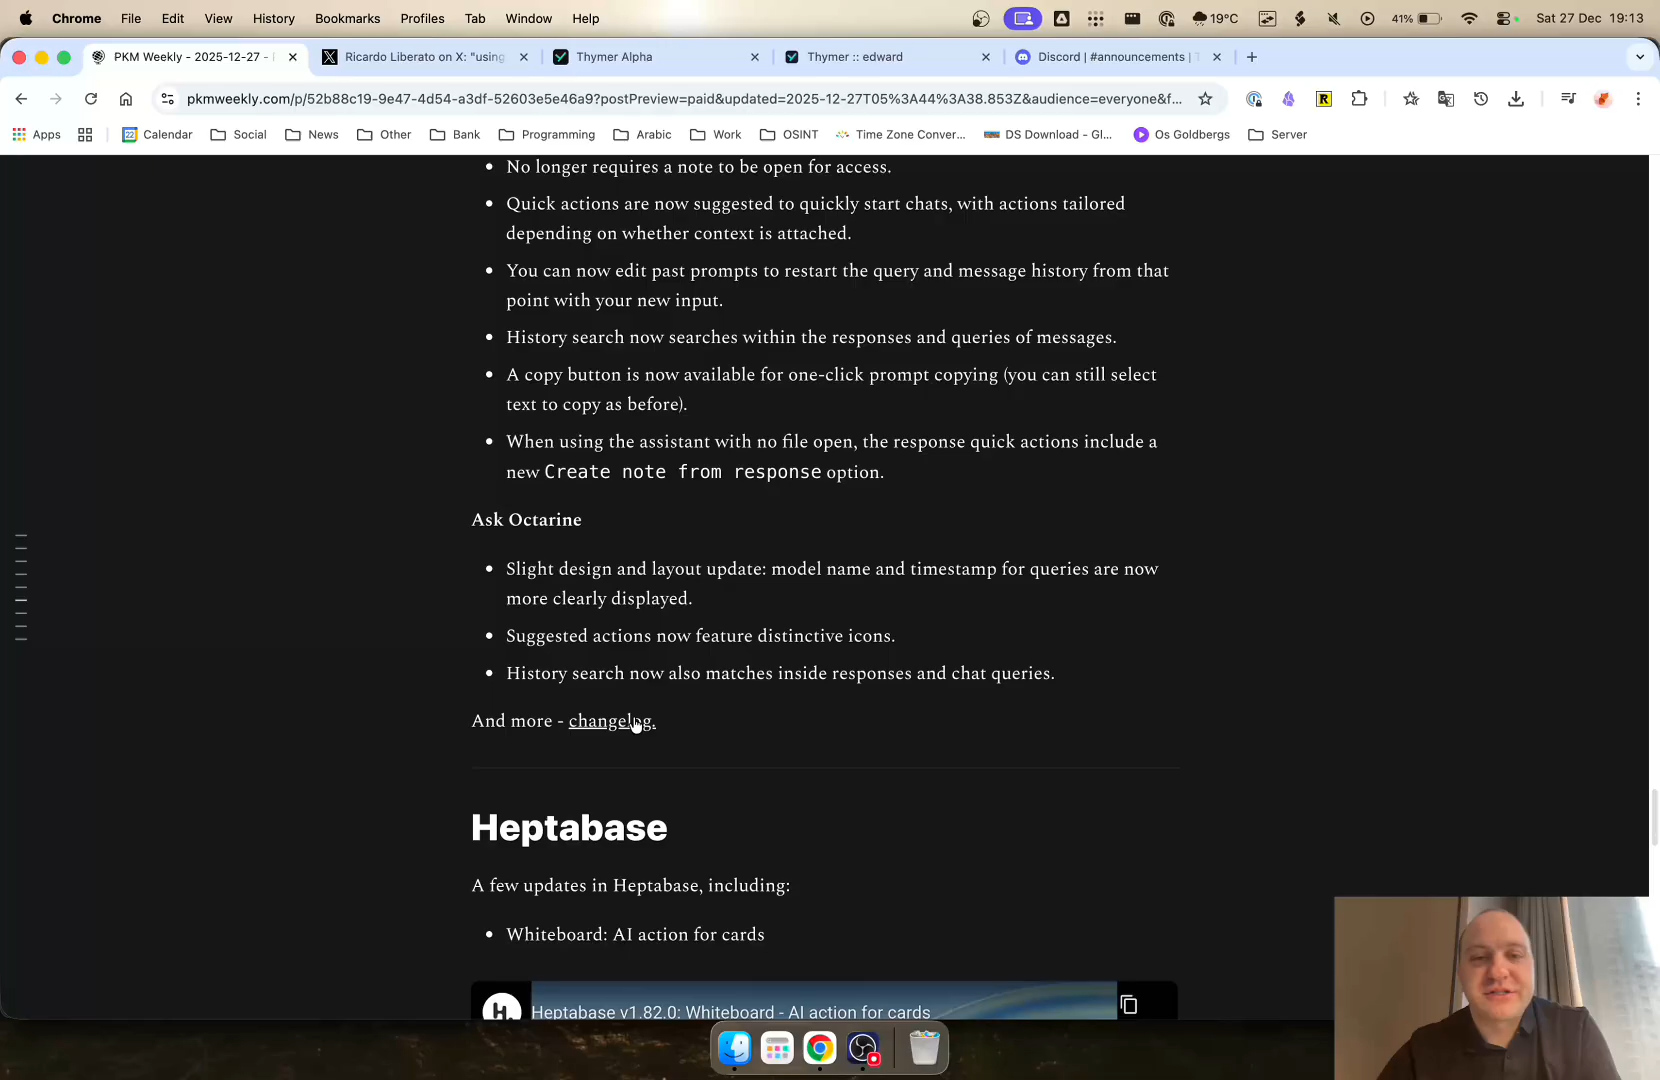 Chrome File Edit View History Bookmarks Profiles Tab Window Help 19°C 41% Sat 27 Dec 19:13
PKM Weekly - 2025-12-27 - Ricardo Liberato on X: "using Thymer Alpha Thymer :: edward Discord | #announcements |
pkmweekly.com/p/52b88c19-9e47-4d54-a3df-52603e5e46a9?postPreview=paid&updated=2025-12-27T05%3A44%3A38.853Z&audience=everyone&f...
Apps Calendar Social News Other Bank Programming Arabic Work OSINT Time Zone Conver... DS Download - Gl... Os Goldbergs Server
No longer requires a note to be open for access.
Quick actions are now suggested to quickly start chats, with actions tailored
depending on whether context is attached.
You can now edit past prompts to restart the query and message history from that
point with your new input.
History search now searches within the responses and queries of messages.
A copy button is now available for one-click prompt copying (you can still select
text to copy as before).
When using the assistant with no file open, the response quick actions include a
new Create note from response option.
Ask Octarine
Slight design and layout update: model name and timestamp for queries are now
more clearly displayed.
Suggested actions now feature distinctive icons.
History search now also matches inside responses and chat queries.
And more - changelog.
Heptabase
A few updates in Heptabase, including:
Whiteboard: AI action for cards
Heptabase v1.82.0: Whiteboard - AI action for cards